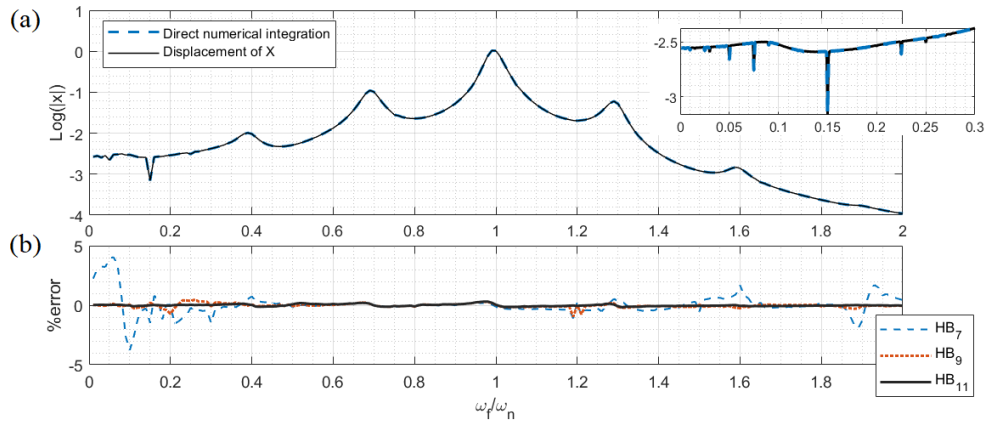 (a)
Log(|x|)
1
0
-1
-2
-3
-4
Direct numerical integration
Displacement of X
-2.5
-3
0 0.05 0.1 0.15 0.2 0.25 0.3
0 0.2 0.4 0.6 0.8 1 1.2 1.4 1.6 1.8 2
(b)
%error
5
0
-5
HB7
HB9
HB11
0 0.2 0.4 0.6 0.8 1 1.2 1.4 1.6 1.8
ωf/ωn